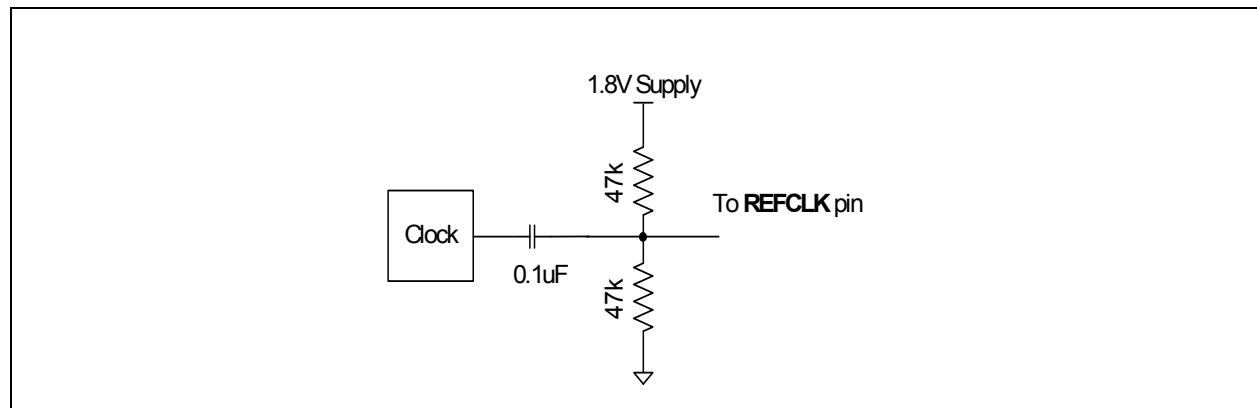 1.8V Supply
47k
To REFCLK pin
Clock
0.1uF
47k